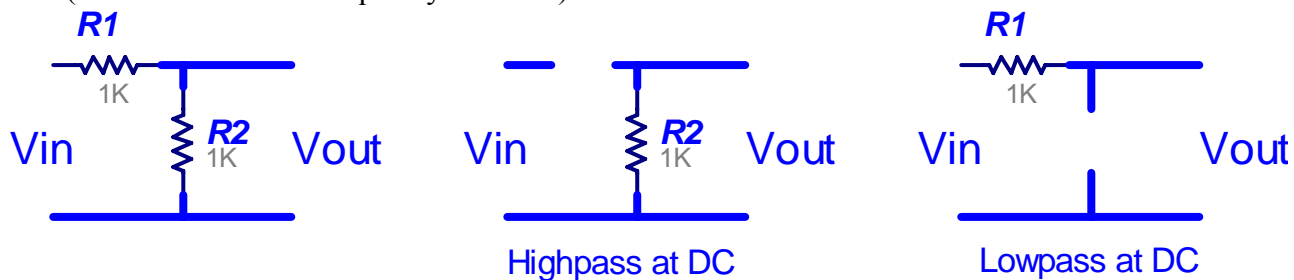 R1
1K
Vin
R2
1K
Vout
Vin
R2
1K
Vout
Highpass at DC
R1
1K
Vin
Vout
Lowpass at DC